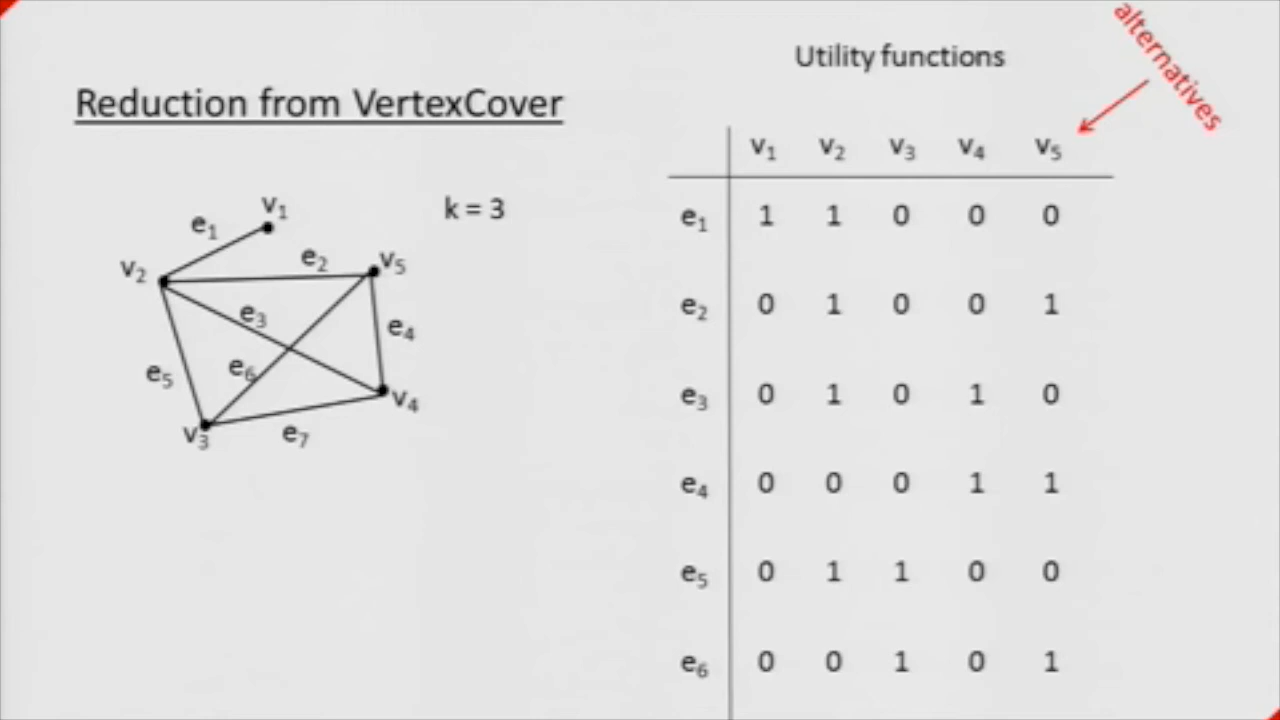 alternatives
Utility functions
Reduction from VertexCover
v₁ v₂ v₃ v₄ v₅
k = 3
v₁
e₁
e₁ 1 1 0 0 0
v₂
e₂
v₅
e₂ 0 1 0 0 1
e₃
e₄
e₅
e₆
v₄
e₃ 0 1 0 1 0
v₃
e₇
e₄ 0 0 0 1 1
e₅ 0 1 1 0 0
e₆ 0 0 1 0 1